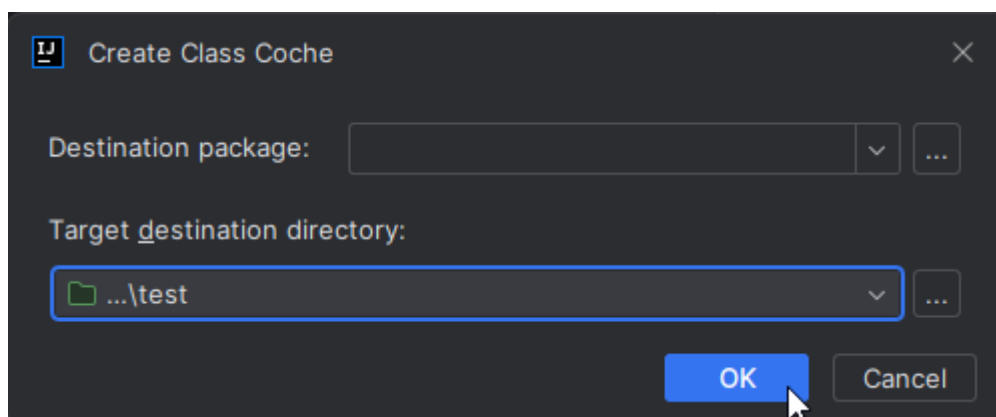 IJ Create Class Coche
Destination package:
...
Target destination directory:
...\test
...
OK Cancel